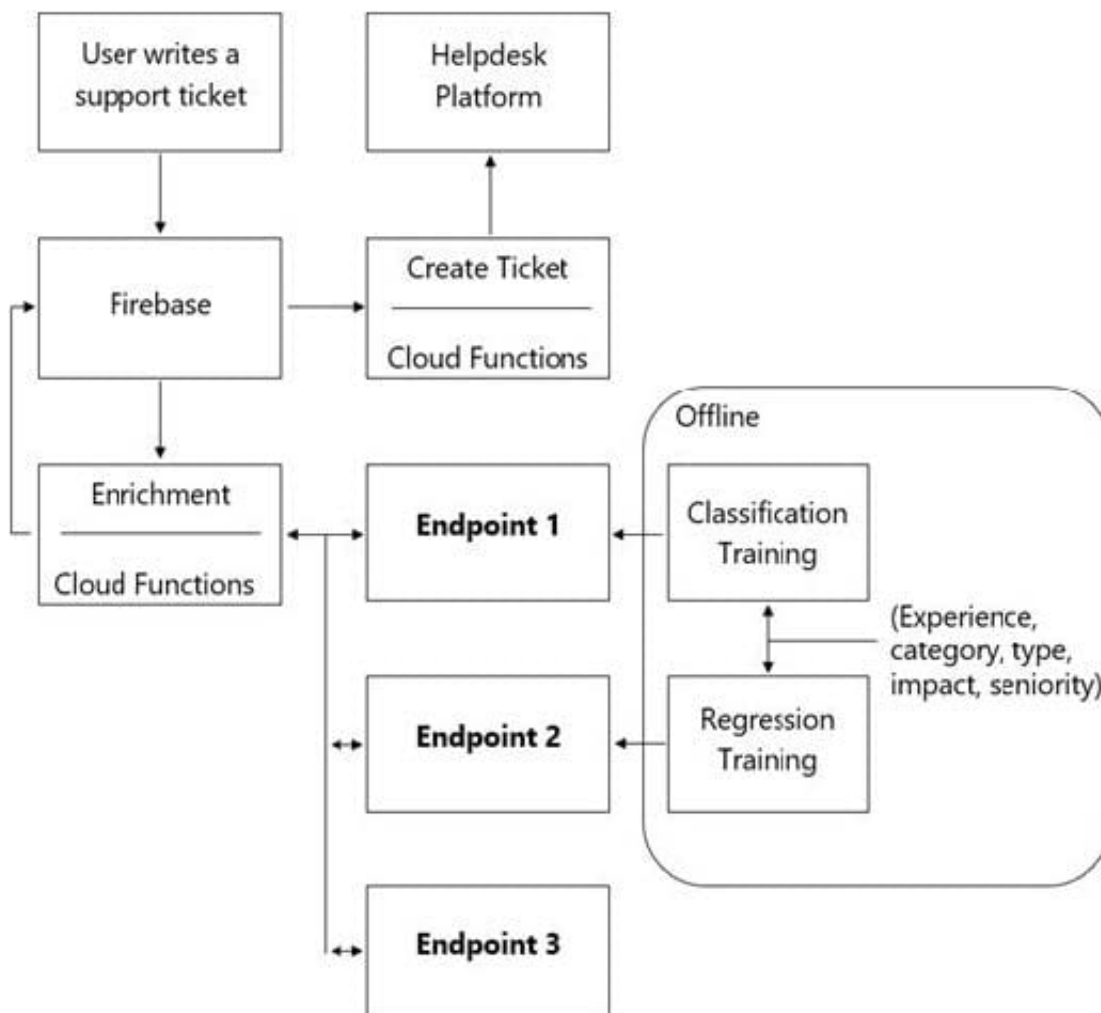 User writes a
support ticket
Helpdesk
Platform
Firebase
Create Ticket
Cloud Functions
Offline
Enrichment
Cloud Functions
Endpoint 1
Classification
Training
(Experience,
category, type,
impact, seniority)
Endpoint 2
Regression
Training
Endpoint 3